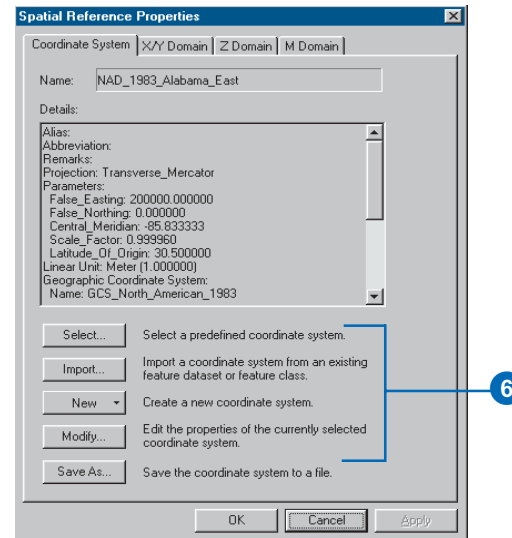 Spatial Reference Properties
Coordinate System X/Y Domain Z Domain M Domain
Name: NAD_1983_Alabama_East
Details:
Alias:
Abbreviation:
Remarks:
Projection: Transverse_Mercator
Parameters:
False_Easting: 200000.000000
False_Northing: 0.000000
Central_Meridian: -85.833333
Scale_Factor: 0.999960
Latitude_Of_Origin: 30.500000
Linear Unit: Meter (1.000000)
Geographic Coordinate System:
Name: GCS_North_American_1983
Select... Select a predefined coordinate system.
Import... Import a coordinate system from an existing
feature dataset or feature class.
New Create a new coordinate system.
Modify... Edit the properties of the currently selected
coordinate system.
Save As... Save the coordinate system to a file.
OK Cancel Apply
6